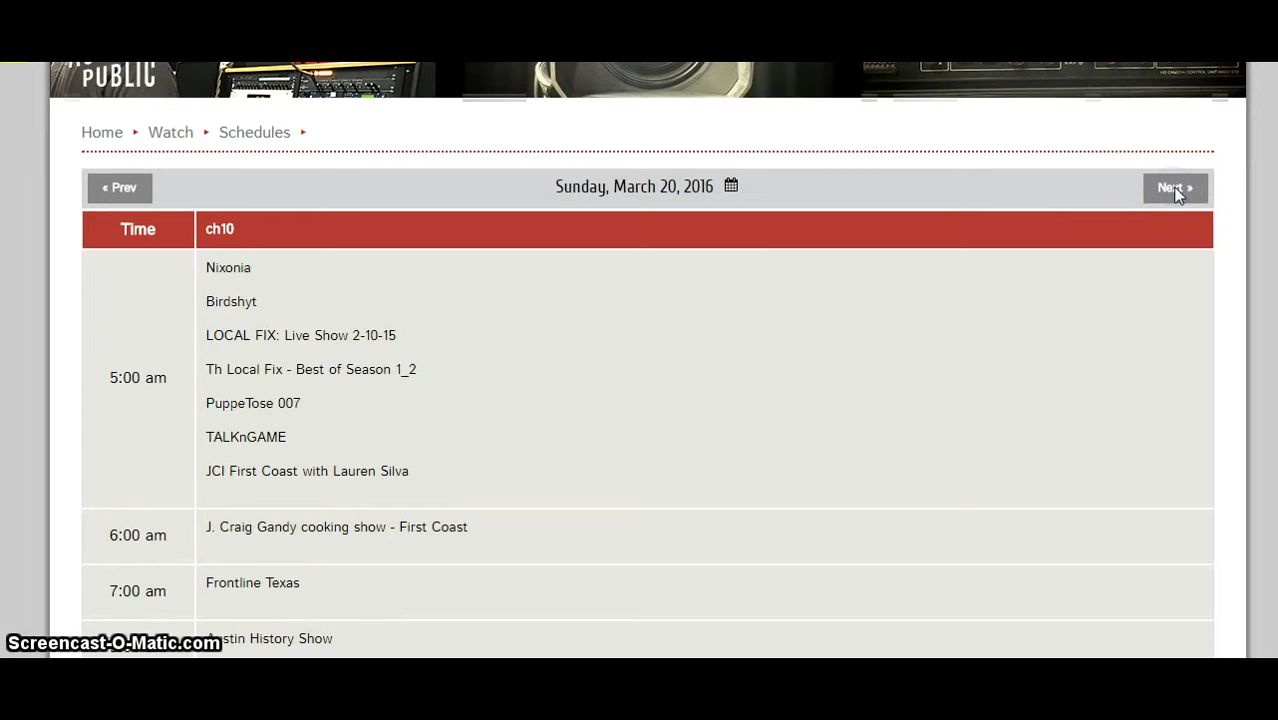 PUBLIC
Home ▸ Watch ▸ Schedules ▸
« Prev
Sunday, March 20, 2016
Next »
Time
ch10
Nixonia
Birdshyt
LOCAL FIX: Live Show 2-10-15
Th Local Fix - Best of Season 1_2
5:00 am
PuppeTose 007
TALKnGAME
JCI First Coast with Lauren Silva
6:00 am
J. Craig Gandy cooking show - First Coast
7:00 am
Frontline Texas
Austin History Show
Screencast-O-Matic.com